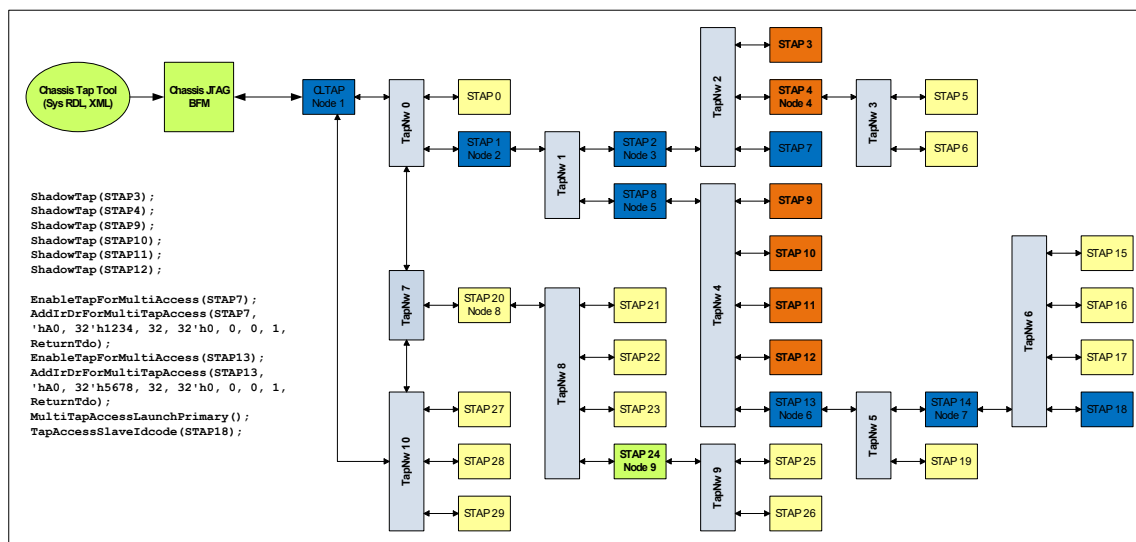 Chassis Tap Tool
(Sys RDL, XML)
Chassis JTAG
BFM
CLTAP
Node 1
TapNw 0
STAP 0
STAP 1
Node 2
TapNw 1
STAP 2
Node 3
STAP 8
Node 5
TapNw 2
STAP 3
STAP 4
Node 4
STAP 7
TapNw 3
STAP 5
STAP 6
ShadowTap(STAP3);
ShadowTap(STAP4);
ShadowTap(STAP9);
ShadowTap(STAP10);
ShadowTap(STAP11);
ShadowTap(STAP12);
EnableTapForMultiAccess(STAP7);
AddIrDrForMultiTapAccess(STAP7,
'hA0, 32'h1234, 32, 32'h0, 0, 0, 1,
ReturnTdo);
EnableTapForMultiAccess(STAP13);
AddIrDrForMultiTapAccess(STAP13,
'hA0, 32'h5678, 32, 32'h0, 0, 0, 1,
ReturnTdo);
MultiTapAccessLaunchPrimary();
TapAccessSlaveIdcode(STAP18);
TapNw 4
STAP 9
STAP 10
STAP 11
STAP 12
STAP 13
Node 6
TapNw 5
STAP 14
Node 7
STAP 19
TapNw 6
STAP 15
STAP 16
STAP 17
STAP 18
TapNw 7
STAP 20
Node 8
TapNw 8
STAP 21
STAP 22
STAP 23
STAP 24
Node 9
TapNw 9
STAP 25
STAP 26
TapNw 10
STAP 27
STAP 28
STAP 29